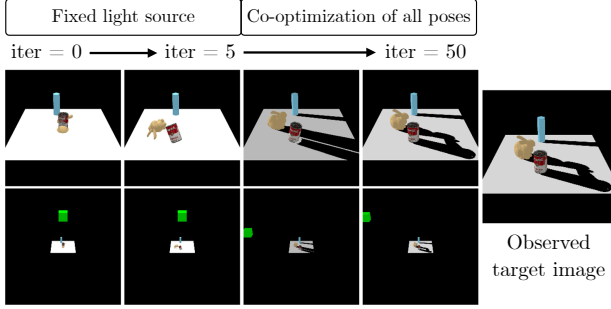 Fixed light source
Co-optimization of all poses
iter = 0
iter = 5
iter = 50
Observed
target image